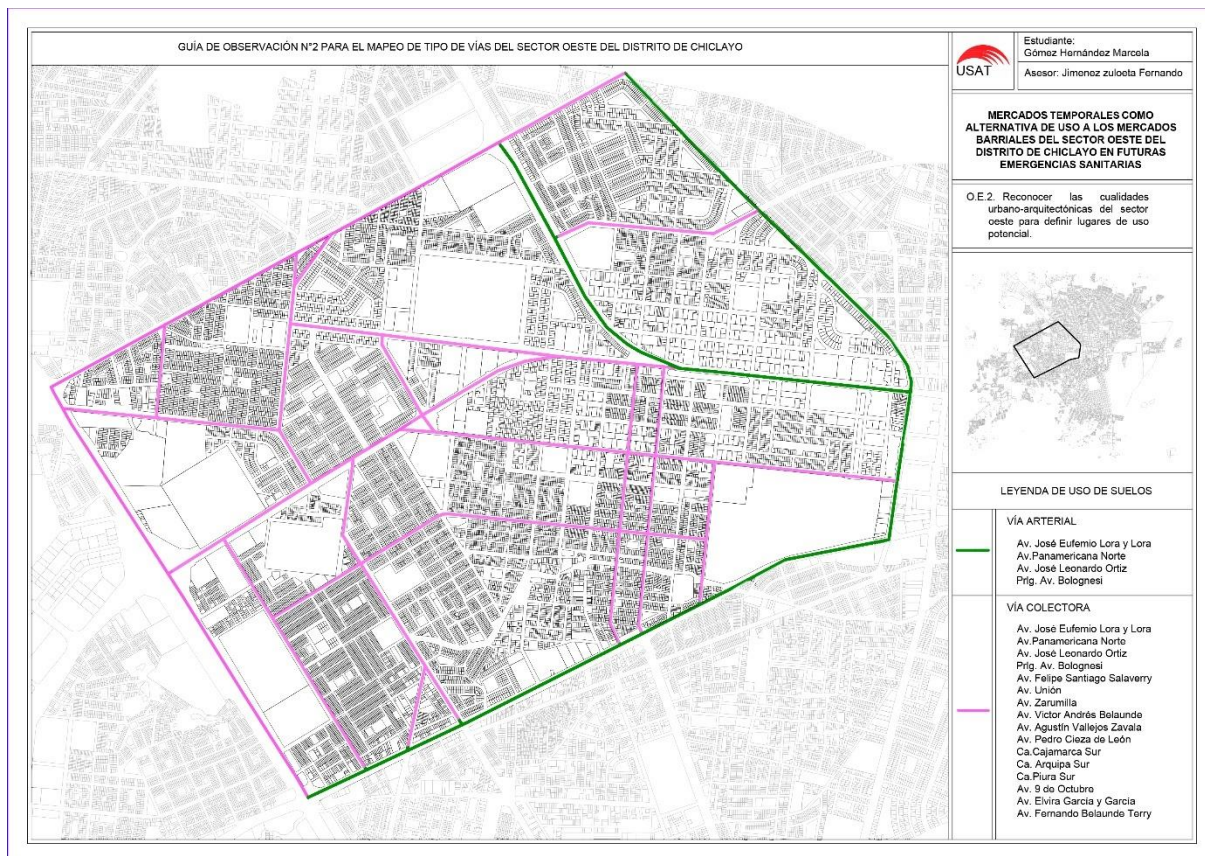 GUÍA DE OBSERVACIÓN N°2 PARA EL MAPEO DE TIPO DE VÍAS DEL SECTOR OESTE DEL DISTRITO DE CHICLAYO
USAT
Estudiante:
Gómez Hernández Marcela
Asesor: Jimenez zuloeta Fernando
MERCADOS TEMPORALES COMO
ALTERNATIVA DE USO A LOS MERCADOS
BARRIALES DEL SECTOR OESTE DEL
DISTRITO DE CHICLAYO EN FUTURAS
EMERGENCIAS SANITARIAS
O.E.2. Reconocer las cualidades
urbano-arquitectónicas del sector
oeste para definir lugares de uso
potencial.
LEYENDA DE USO DE SUELOS
VÍA ARTERIAL
Av. José Eufemio Lora y Lora
Av.Panamericana Norte
Av. José Leonardo Ortiz
Prlg. Av. Bolognesi
VÍA COLECTORA
Av. José Eufemio Lora y Lora
Av.Panamericana Norte
Av. José Leonardo Ortiz
Prlg. Av. Bolognesi
Av. Felipe Santiago Salaverry
Av. Unión
Av. Zarumilla
Av. Victor Andrés Belaunde
Av. Agustín Vallejos Zavala
Av. Pedro Cieza de León
Ca.Cajamarca Sur
Ca. Arquipa Sur
Ca.Piura Sur
Av. 9 de Octubre
Av. Elvira García y García
Av. Fernando Belaunde Terry